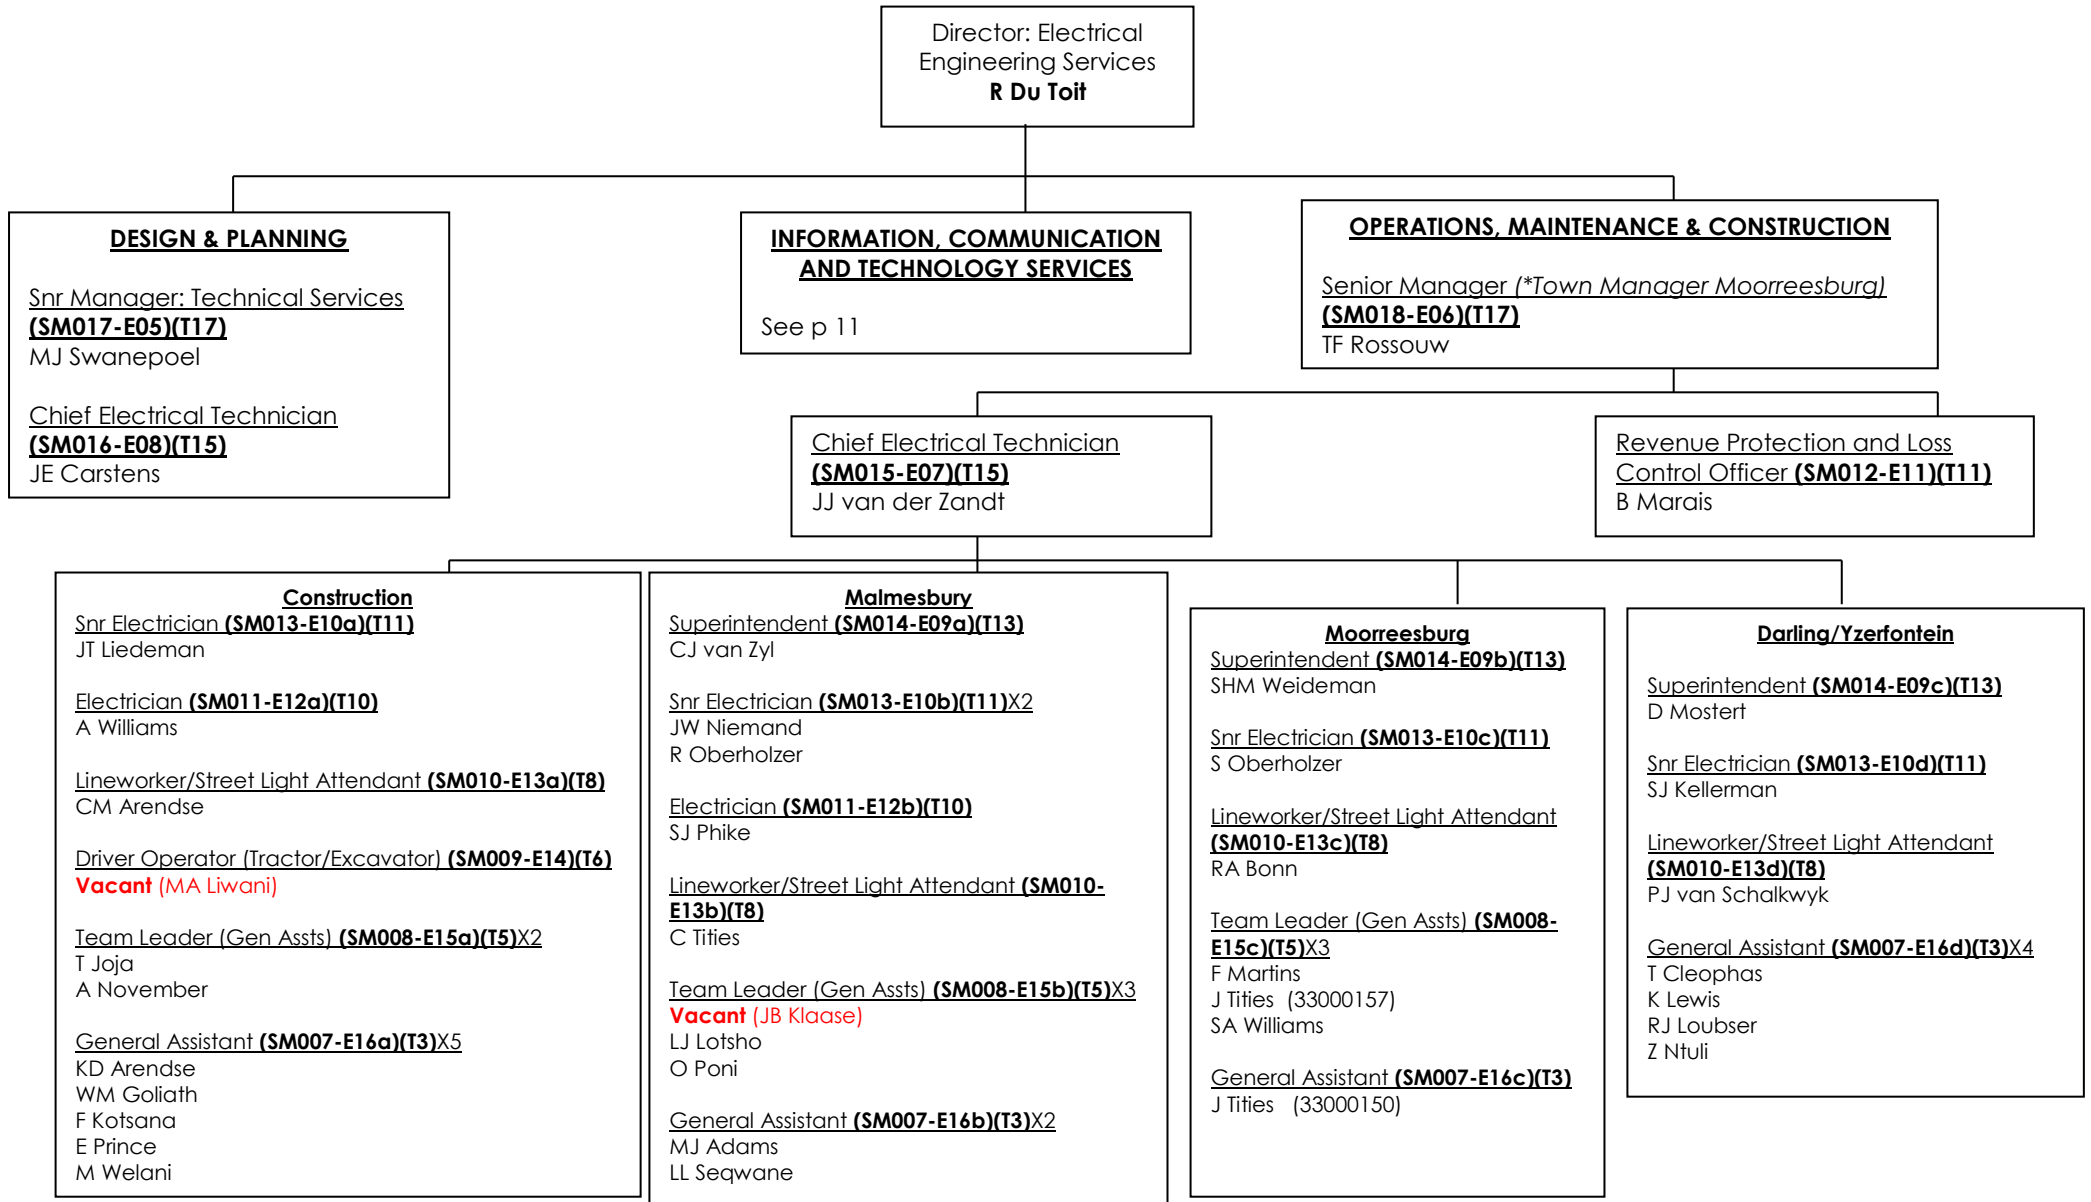 Director: Electrical
Engineering Services
R Du Toit
DESIGN & PLANNING
Snr Manager: Technical Services
(SM017-E05)(T17)
MJ Swanepoel
Chief Electrical Technician
(SM016-E08)(T15)
JE Carstens
INFORMATION, COMMUNICATION
AND TECHNOLOGY SERVICES
See p 11
OPERATIONS, MAINTENANCE & CONSTRUCTION
Senior Manager (*Town Manager Moorreesburg)
(SM018-E06)(T17)
TF Rossouw
Chief Electrical Technician
(SM015-E07)(T15)
JJ van der Zandt
Revenue Protection and Loss
Control Officer (SM012-E11)(T11)
B Marais
Construction
Snr Electrician (SM013-E10a)(T11)
JT Liedeman
Electrician (SM011-E12a)(T10)
A Williams
Lineworker/Street Light Attendant (SM010-E13a)(T8)
CM Arendse
Driver Operator (Tractor/Excavator) (SM009-E14)(T6)
Vacant (MA Liwani)
Team Leader (Gen Assts) (SM008-E15a)(T5)X2
T Joja
A November
General Assistant (SM007-E16a)(T3)X5
KD Arendse
WM Goliath
F Kotsana
E Prince
M Welani
Malmesbury
Superintendent (SM014-E09a)(T13)
CJ van Zyl
Snr Electrician (SM013-E10b)(T11)X2
JW Niemand
R Oberholzer
Electrician (SM011-E12b)(T10)
SJ Phike
Lineworker/Street Light Attendant (SM010-
E13b)(T8)
C Tities
Team Leader (Gen Assts) (SM008-E15b)(T5)X3
Vacant (JB Klaase)
LJ Lotsho
O Poni
General Assistant (SM007-E16b)(T3)X2
MJ Adams
LL Seqwane
Moorreesburg
Superintendent (SM014-E09b)(T13)
SHM Weideman
Snr Electrician (SM013-E10c)(T11)
S Oberholzer
Lineworker/Street Light Attendant
(SM010-E13c)(T8)
RA Bonn
Team Leader (Gen Assts) (SM008-
E15c)(T5)X3
F Martins
J Tities (33000157)
SA Williams
General Assistant (SM007-E16c)(T3)
J Tities (33000150)
Darling/Yzerfontein
Superintendent (SM014-E09c)(T13)
D Mostert
Snr Electrician (SM013-E10d)(T11)
SJ Kellerman
Lineworker/Street Light Attendant
(SM010-E13d)(T8)
PJ van Schalkwyk
General Assistant (SM007-E16d)(T3)X4
T Cleophas
K Lewis
RJ Loubser
Z Ntuli